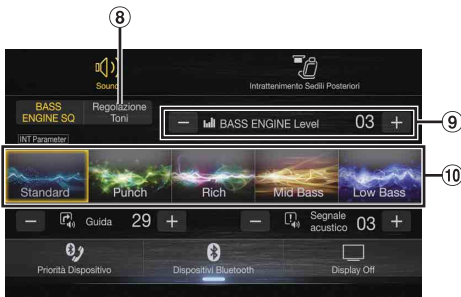 8
Sound
Intrattenimento Sedili Posteriori
BASS
ENGINE SQ
Regolazione
Toni
− BASS ENGINE Level 03 +
9
INT Parameter
Standard
Punch
Rich
Mid Bass
Low Bass
10
− Guida 29 +
− Segnale
acustico 03 +
Priorità Dispositivo
Dispositivi Bluetooth
Display Off